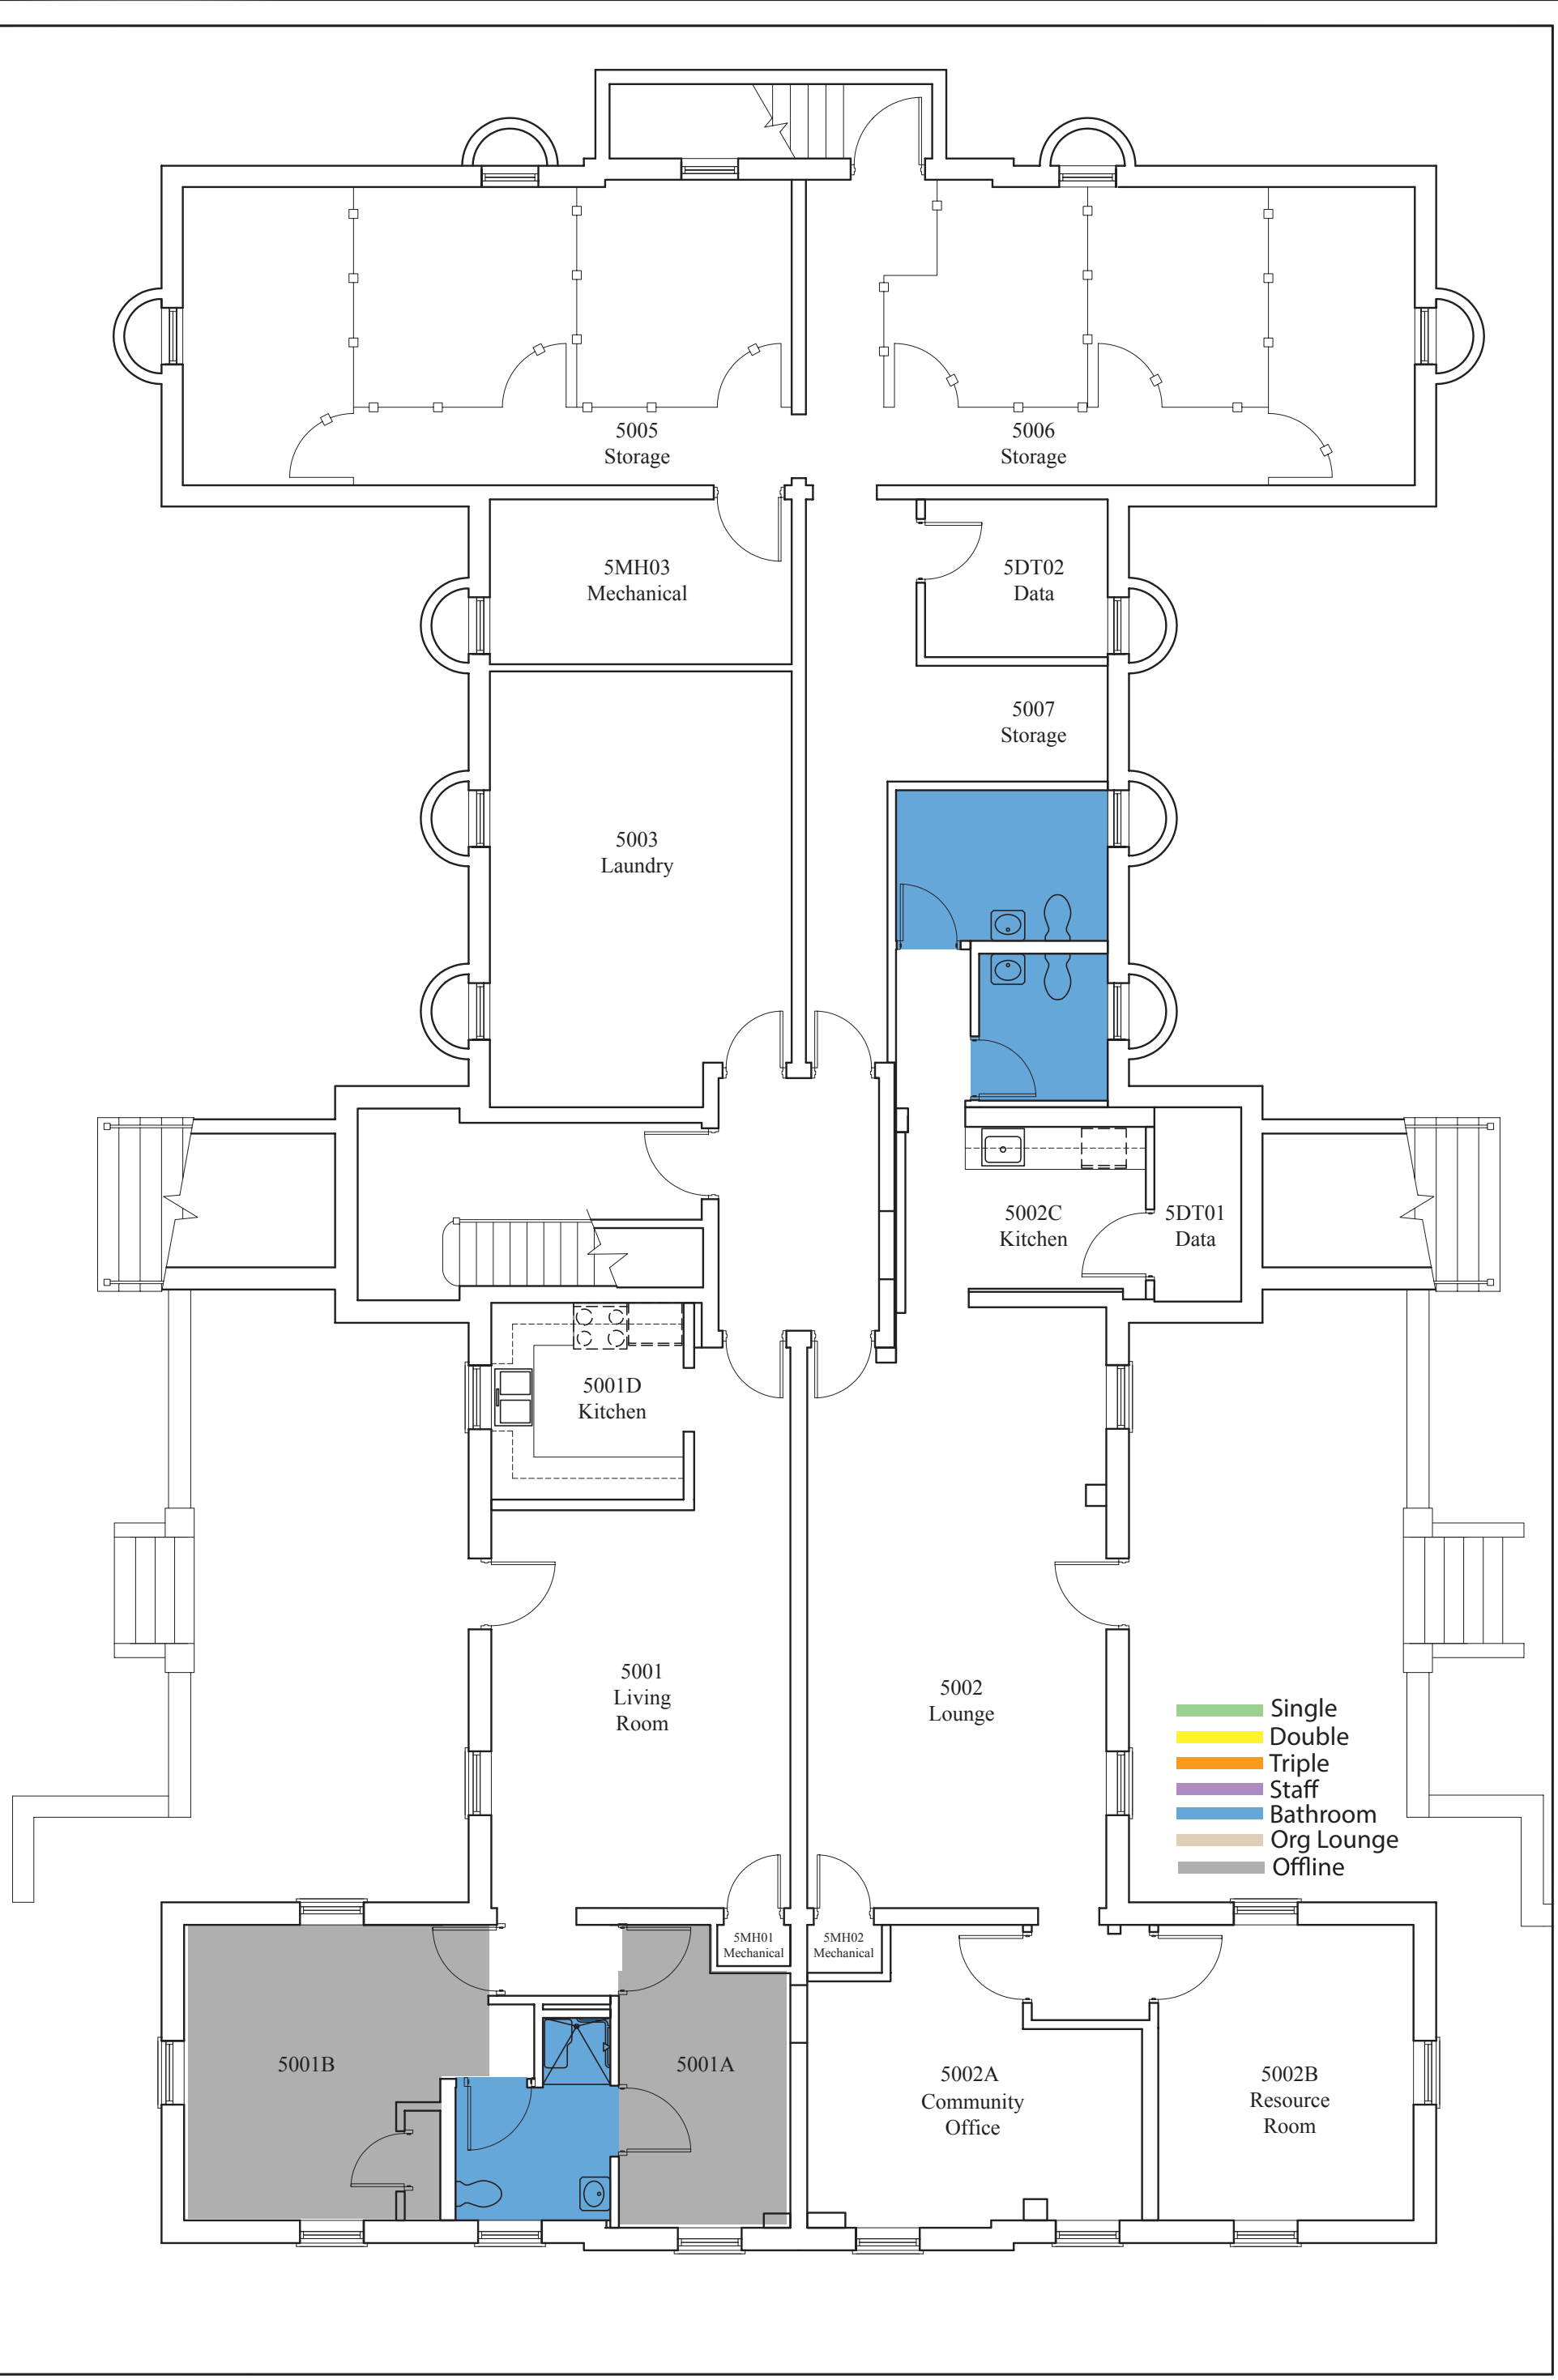 5005
Storage
5006
Storage
5MH03
Mechanical
5DT02
Data
5007
Storage
5003
Laundry
5002C
Kitchen
5DT01
Data
5001D
Kitchen
5001
Living
Room
5002
Lounge
Single
Double
Triple
Staff
Bathroom
Org Lounge
Offline
5MH01
Mechanical
5MH02
Mechanical
5001B
5001A
5002A
Community
Office
5002B
Resource
Room